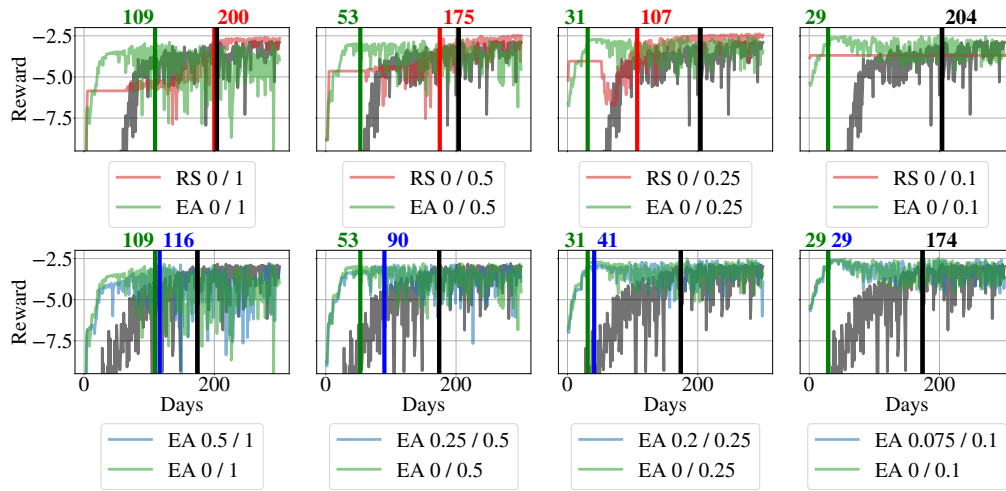 109 200 53 175 31 107 29 204
Reward
−2.5
−5.0
−7.5
RS 0 / 1
EA 0 / 1
RS 0 / 0.5
EA 0 / 0.5
RS 0 / 0.25
EA 0 / 0.25
RS 0 / 0.1
EA 0 / 0.1
109 116 53 90 31 41 29 29 174
Reward
−2.5
−5.0
−7.5
0 200 0 200 0 200 0 200
Days Days Days Days
EA 0.5 / 1
EA 0 / 1
EA 0.25 / 0.5
EA 0 / 0.5
EA 0.2 / 0.25
EA 0 / 0.25
EA 0.075 / 0.1
EA 0 / 0.1